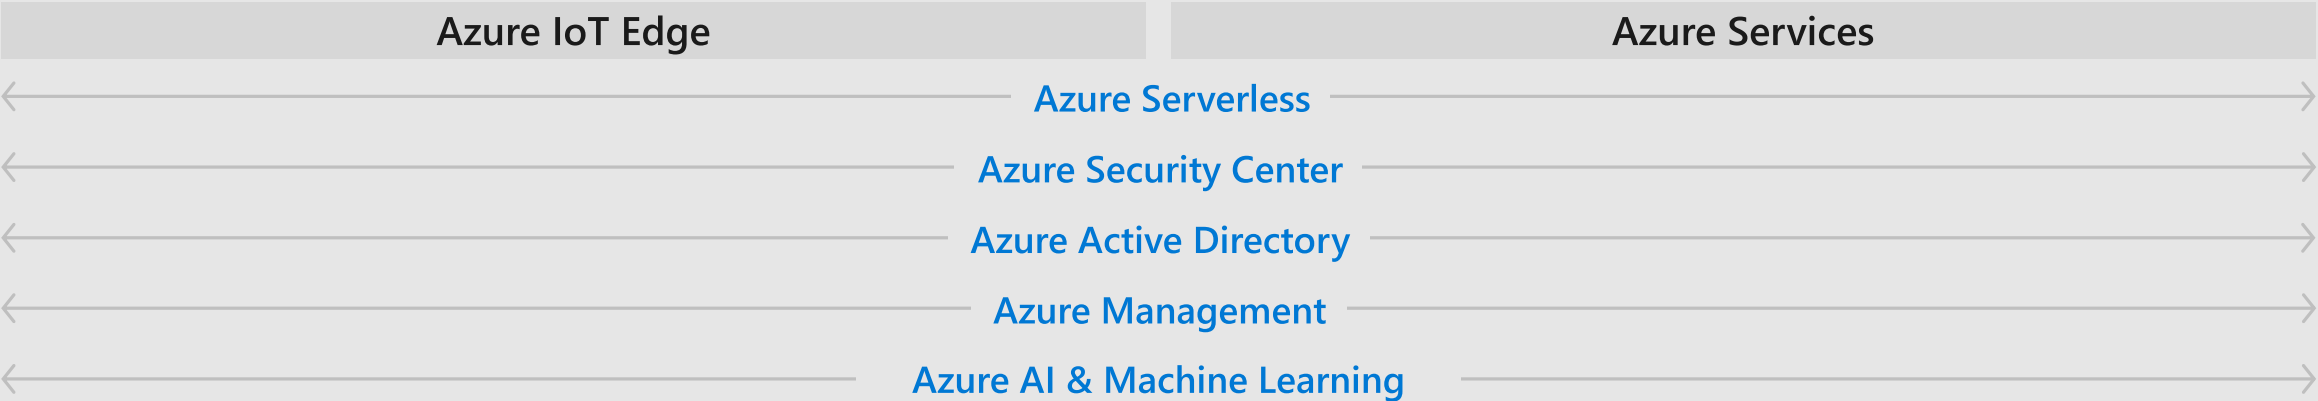 Azure IoT Edge
Azure Services
Azure Serverless
Azure Security Center
Azure Active Directory
Azure Management
Azure AI & Machine Learning